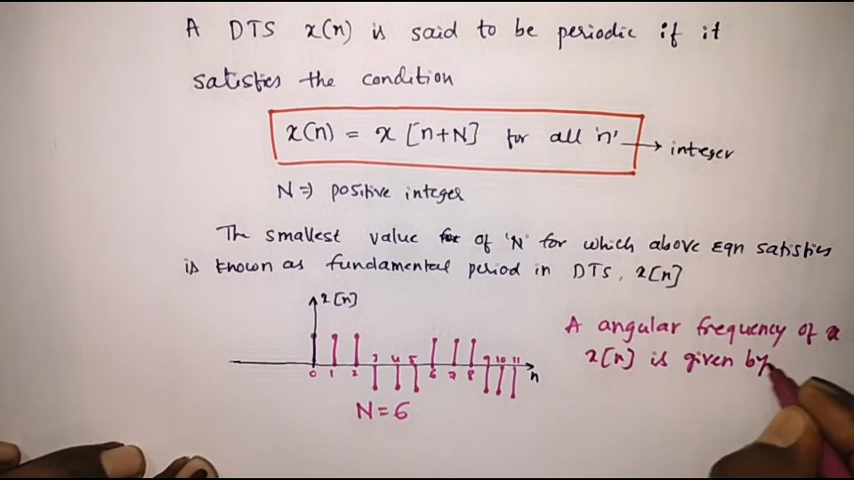 A DTS x(n) is said to be periodic if it
satisfies the condition
x(n) = x [n+N] for all 'n' → integer
N ⇒ positive integer
The smallest value of 'N' for which above Eqn satisfies
is known as fundamental period in DTS, x[n]
x[n]
A angular frequency of a
x[n] is given by
0 1 2 3 4 5 6 7 8 9 10 11 n
N=6